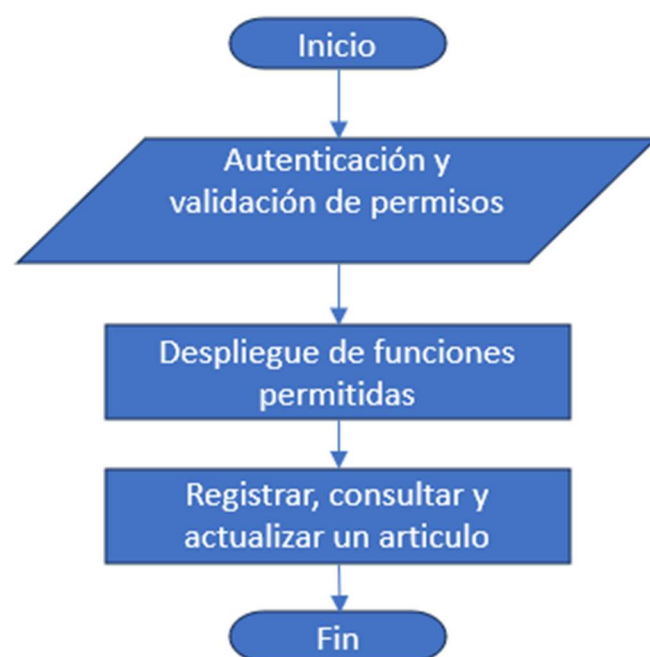 Inicio
Autenticación y
validación de permisos
Despliegue de funciones
permitidas
Registrar, consultar y
actualizar un articulo
Fin